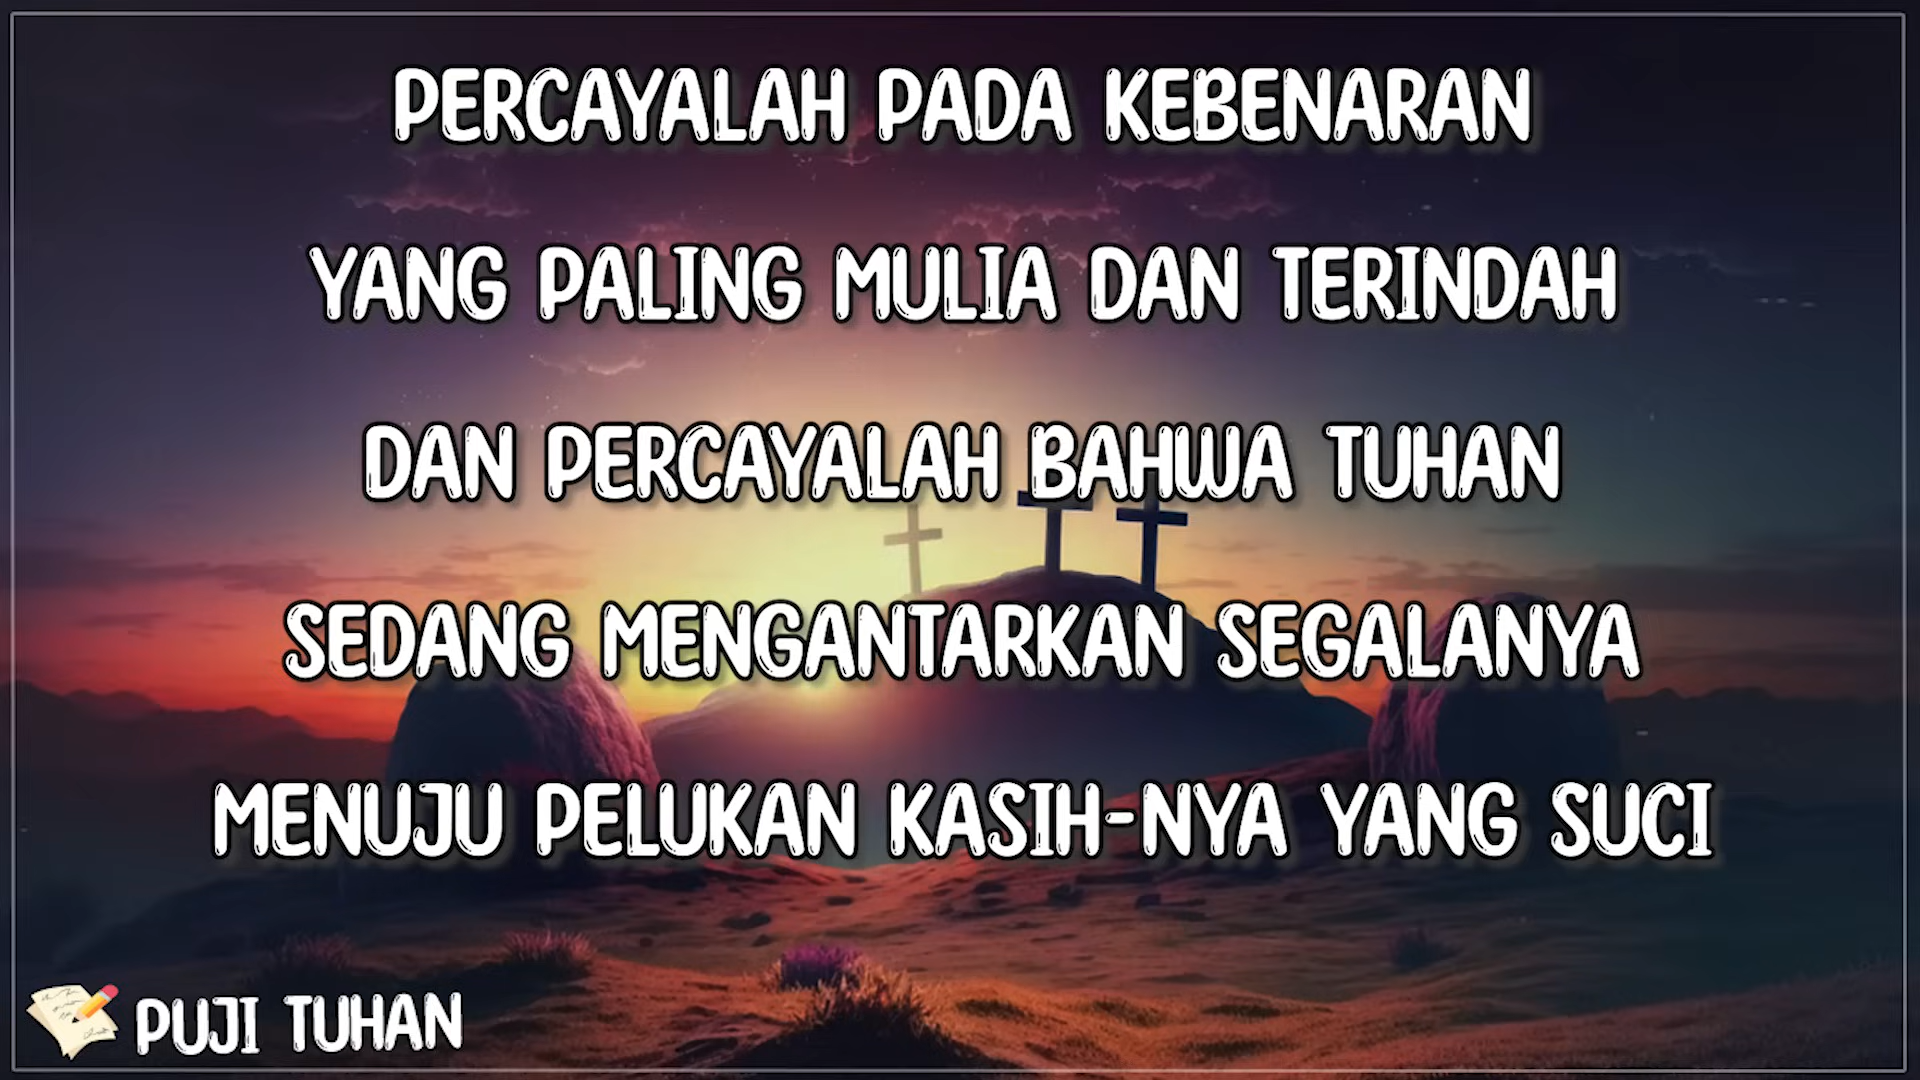 PERCAYALAH PADA KEBENARAN
YANG PALING MULIA DAN TERINDAH
DAN PERCAYALAH BAHWA TUHAN
SEDANG MENGANTARKAN SEGALANYA
MENUJU PELUKAN KASIH-NYA YANG SUCI
PUJI TUHAN